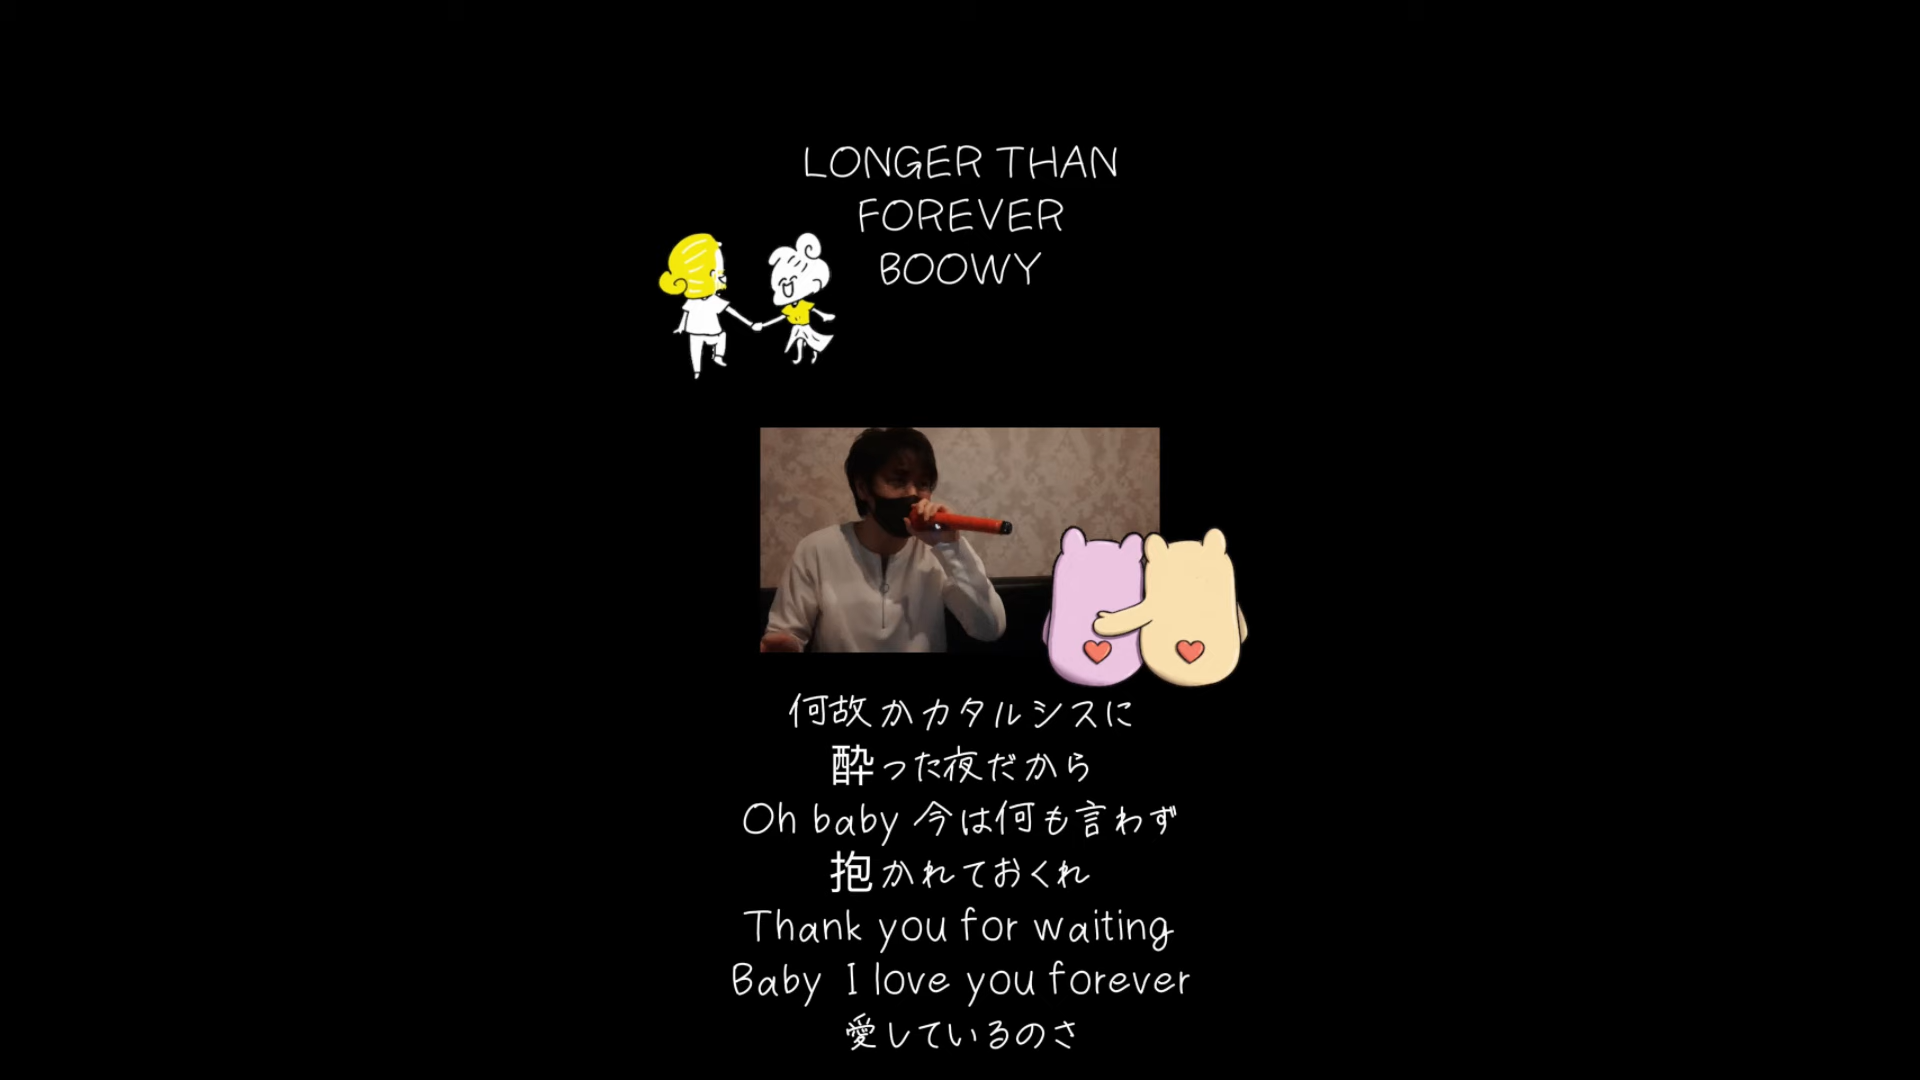 LONGER THAN
FOREVER
BOOWY
何故かカタルシスに
酔った夜だから
Oh baby 今は何も言わず
抱かれておくれ
Thank you for waiting
Baby I love you forever
愛しているのさ